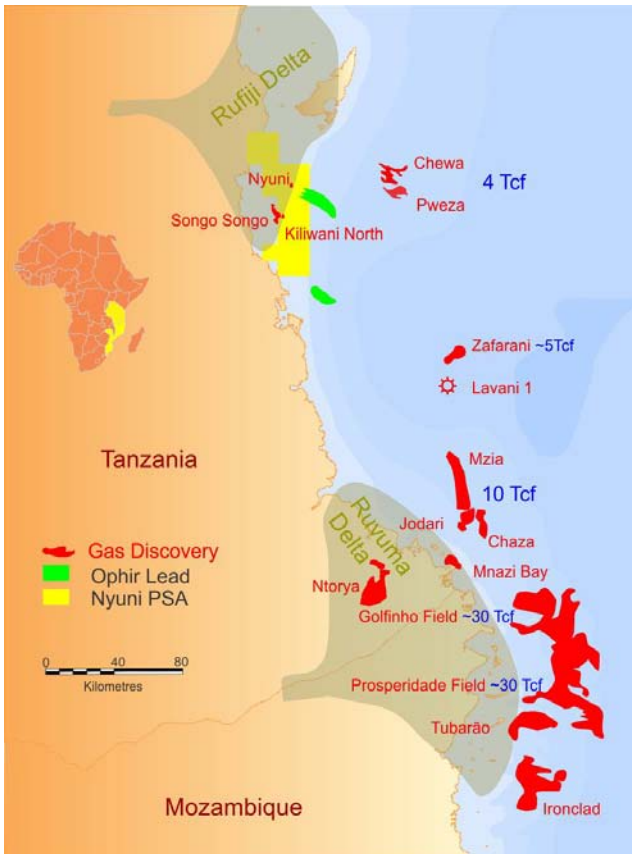 Rufiji Delta
Nyuni
Chewa
4 Tcf
Pweza
Songo Songo
Kiliwani North
Zafarani ~5Tcf
Lavani 1
Tanzania
Mzia
10 Tcf
Jodari
Chaza
Ruvuma
Delta
Mnazi Bay
Gas Discovery
Ophir Lead
Nyuni PSA
Ntorya
Golfinho Field ~30 Tcf
0 40 80
Kilometres
Prosperidade Field ~30 Tcf
Tubarão
Mozambique
Ironclad